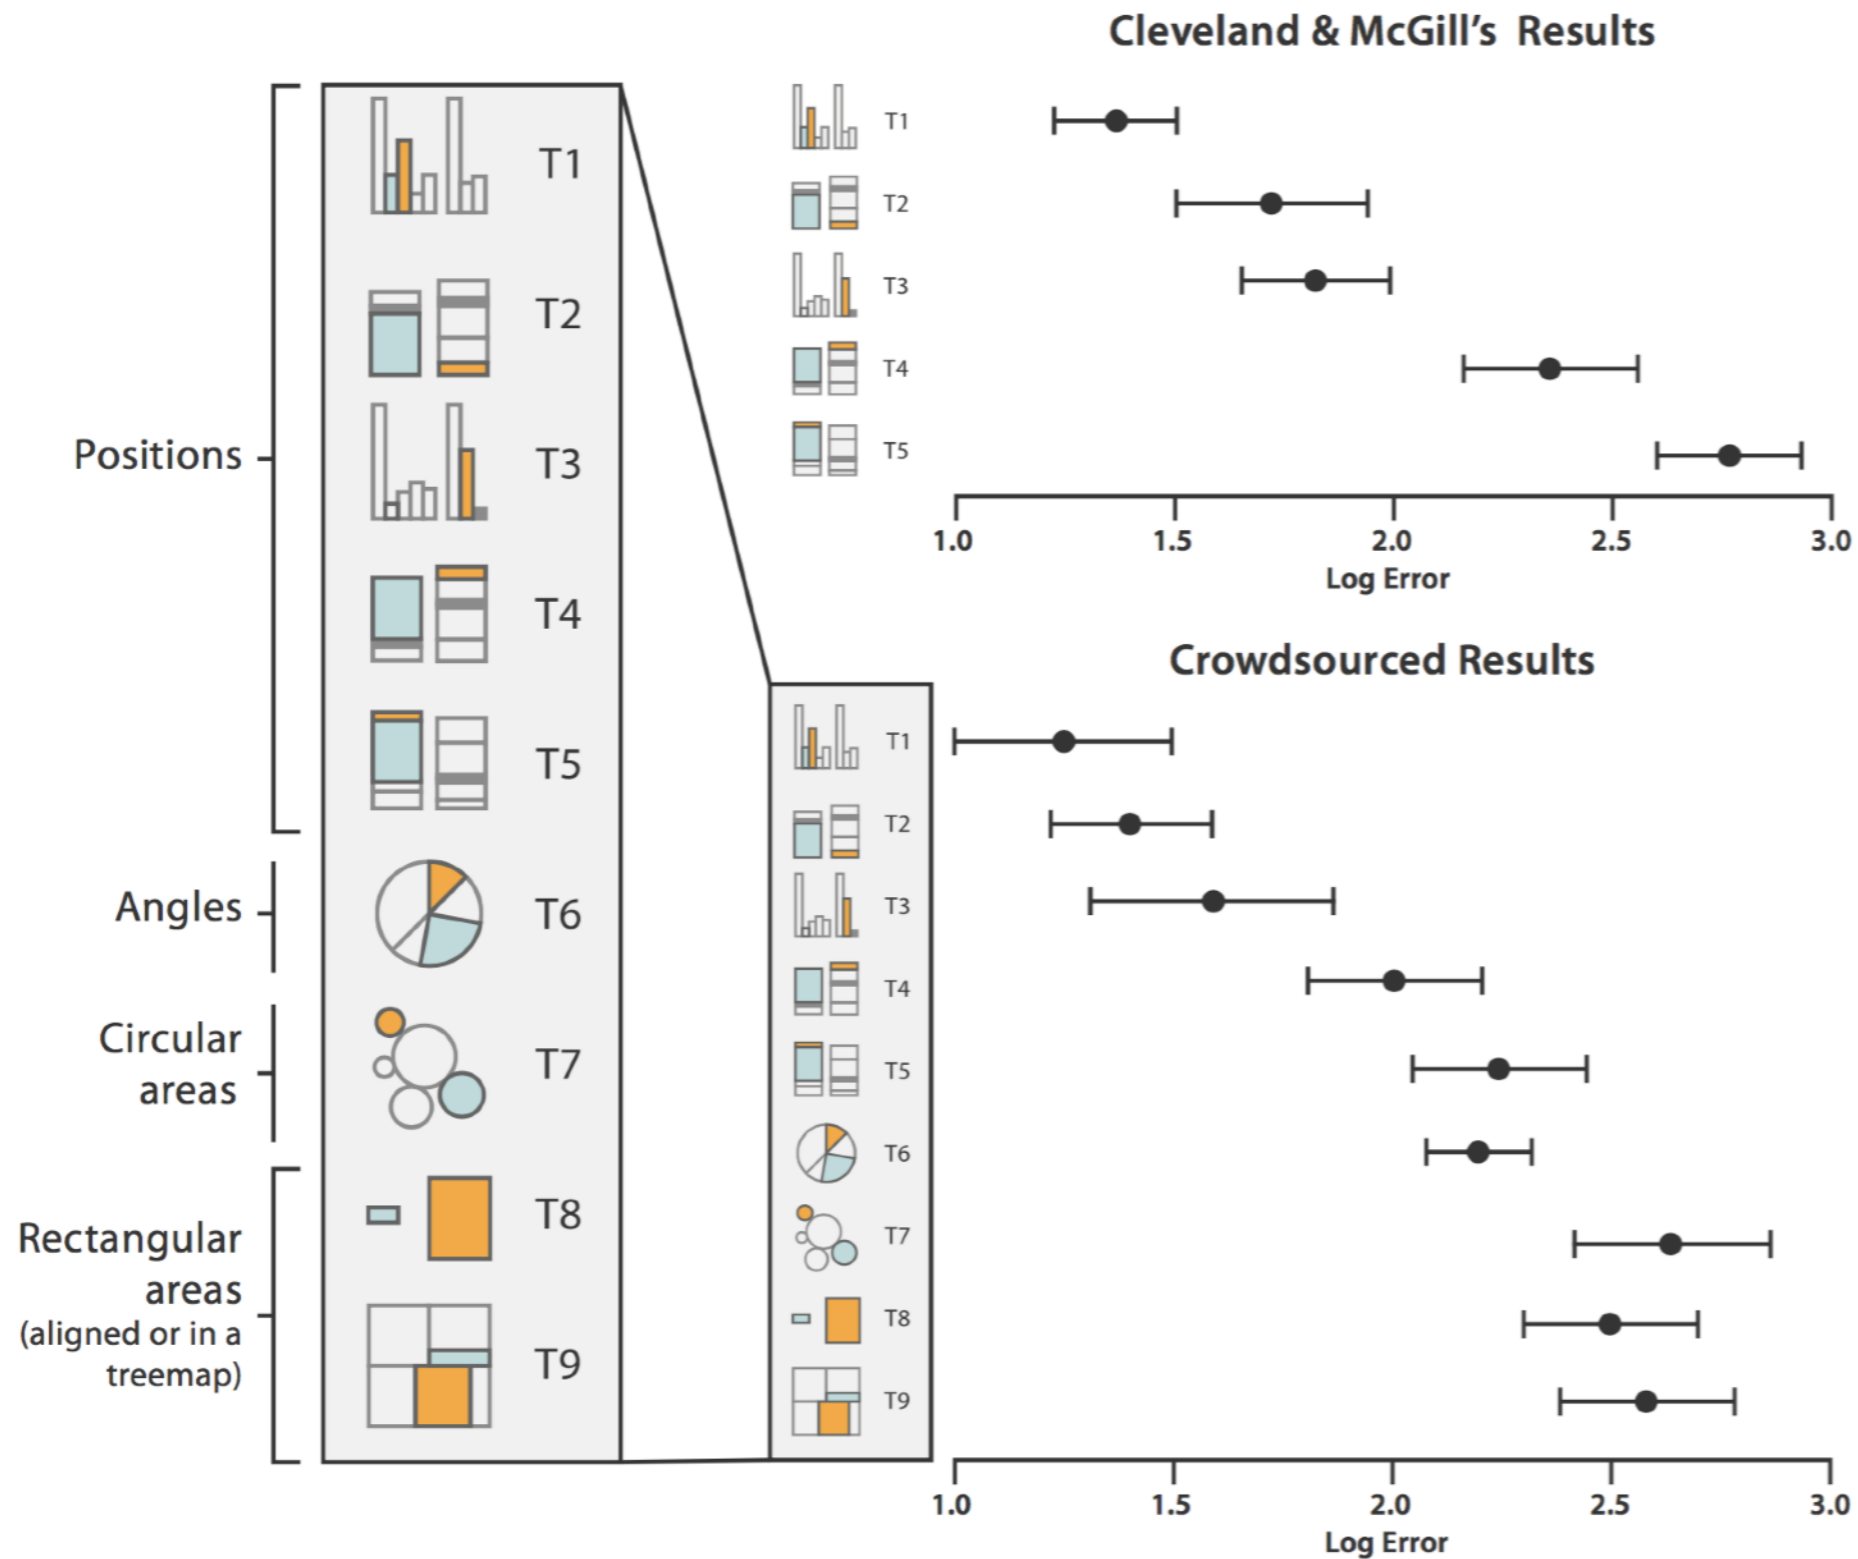 Cleveland & McGill's  Results
Positions
T1
T2
T3
T4
T5
Angles
T6
Circular
areas
T7
Rectangular
areas
(aligned or in a
treemap)
T8
T9
T1
T2
T3
T4
T5
1.0 1.5 2.0 2.5 3.0
Log Error
Crowdsourced Results
T1
T2
T3
T4
T5
T6
T7
T8
T9
1.0 1.5 2.0 2.5 3.0
Log Error